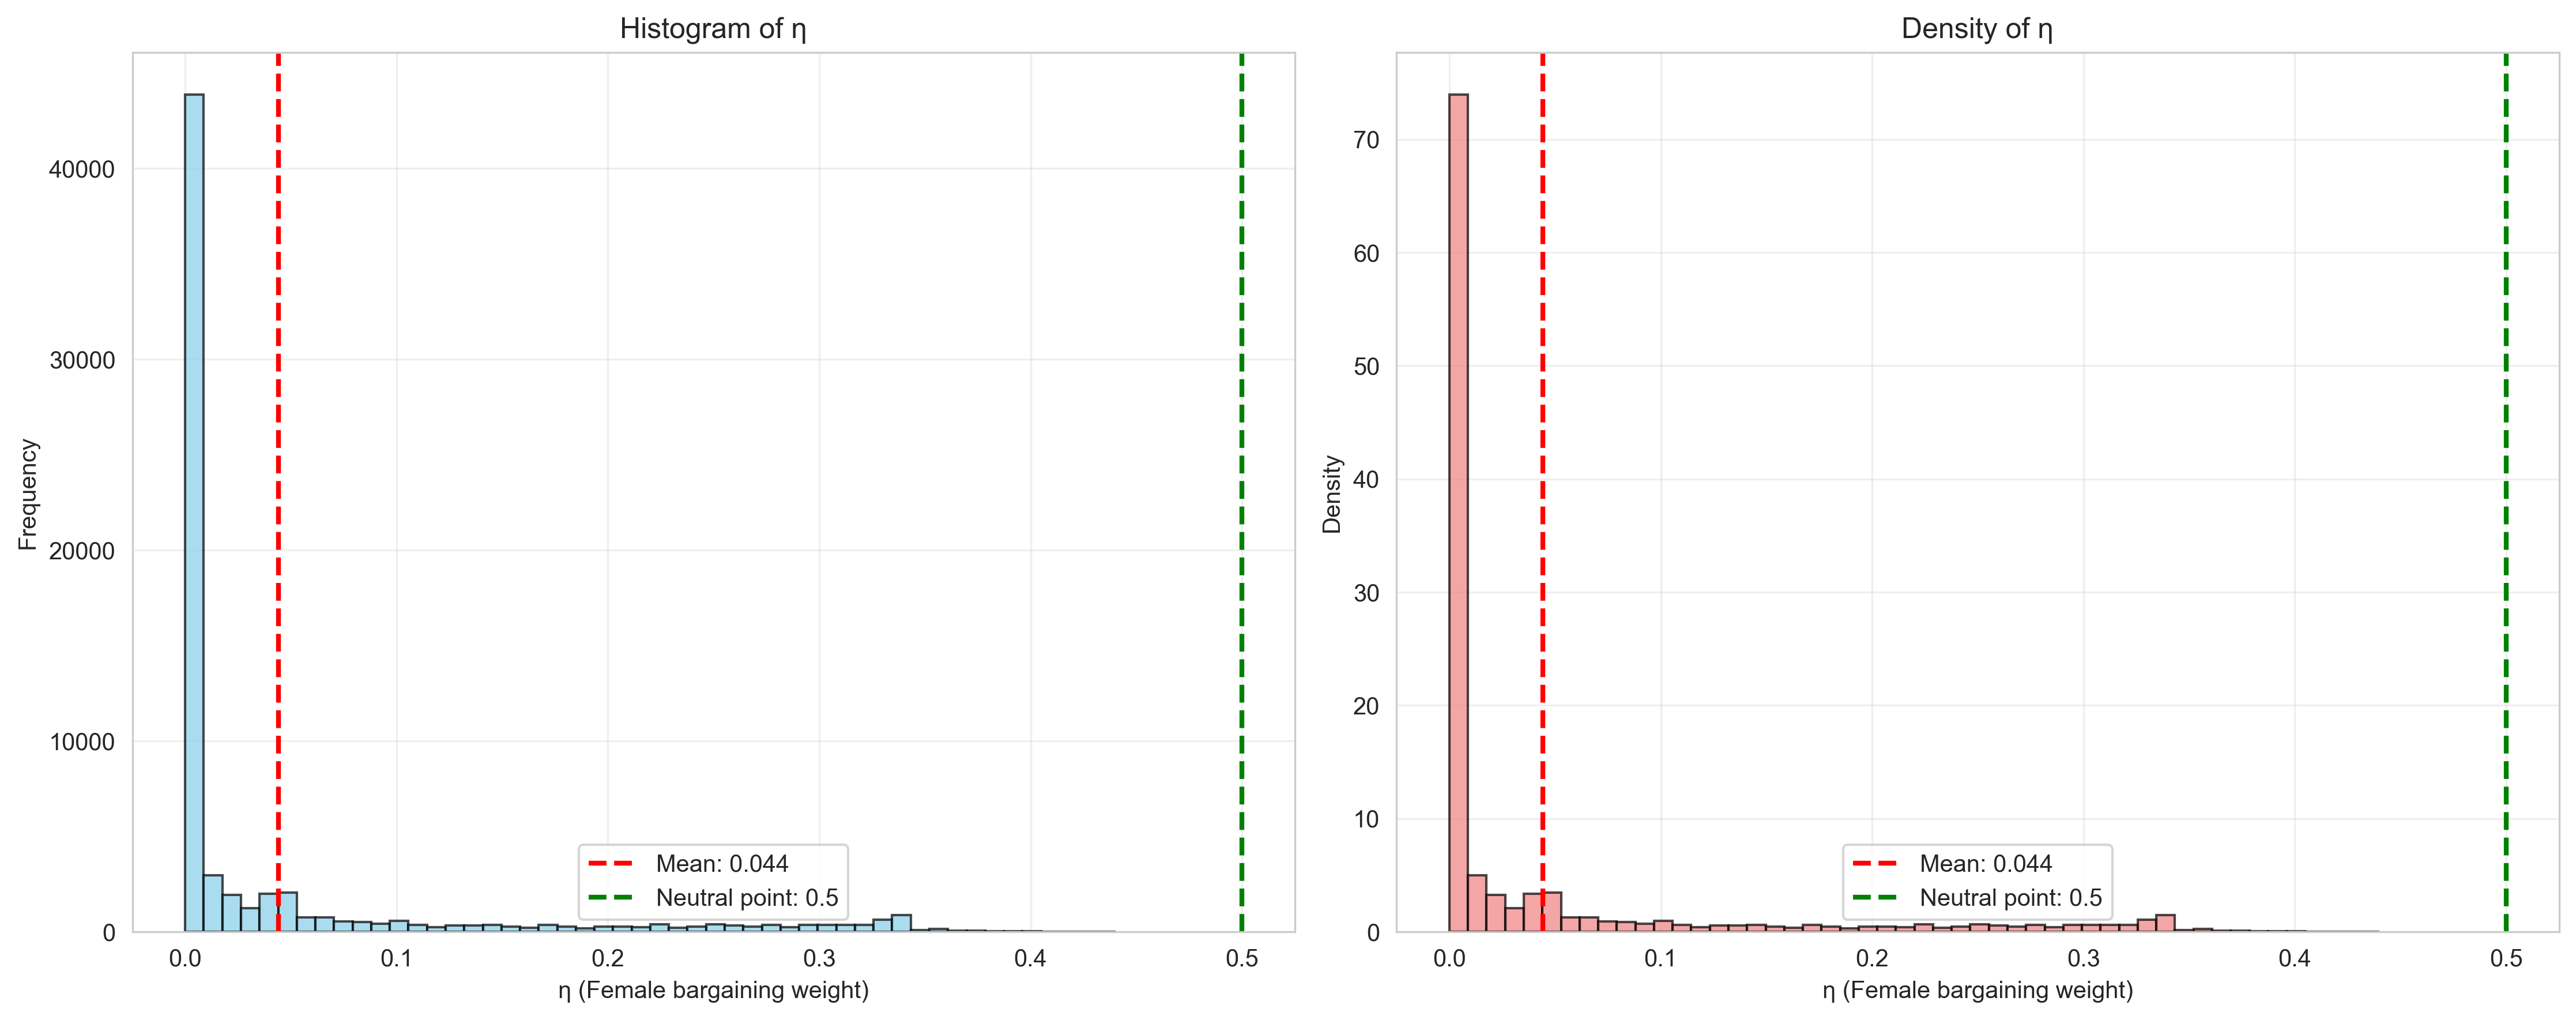 Histogram of η
Frequency
40000
30000
20000
10000
0
0.0 0.1 0.2 0.3 0.4 0.5
η (Female bargaining weight)
Mean: 0.044
Neutral point: 0.5
Density of η
Density
70
60
50
40
30
20
10
0
0.0 0.1 0.2 0.3 0.4 0.5
η (Female bargaining weight)
Mean: 0.044
Neutral point: 0.5